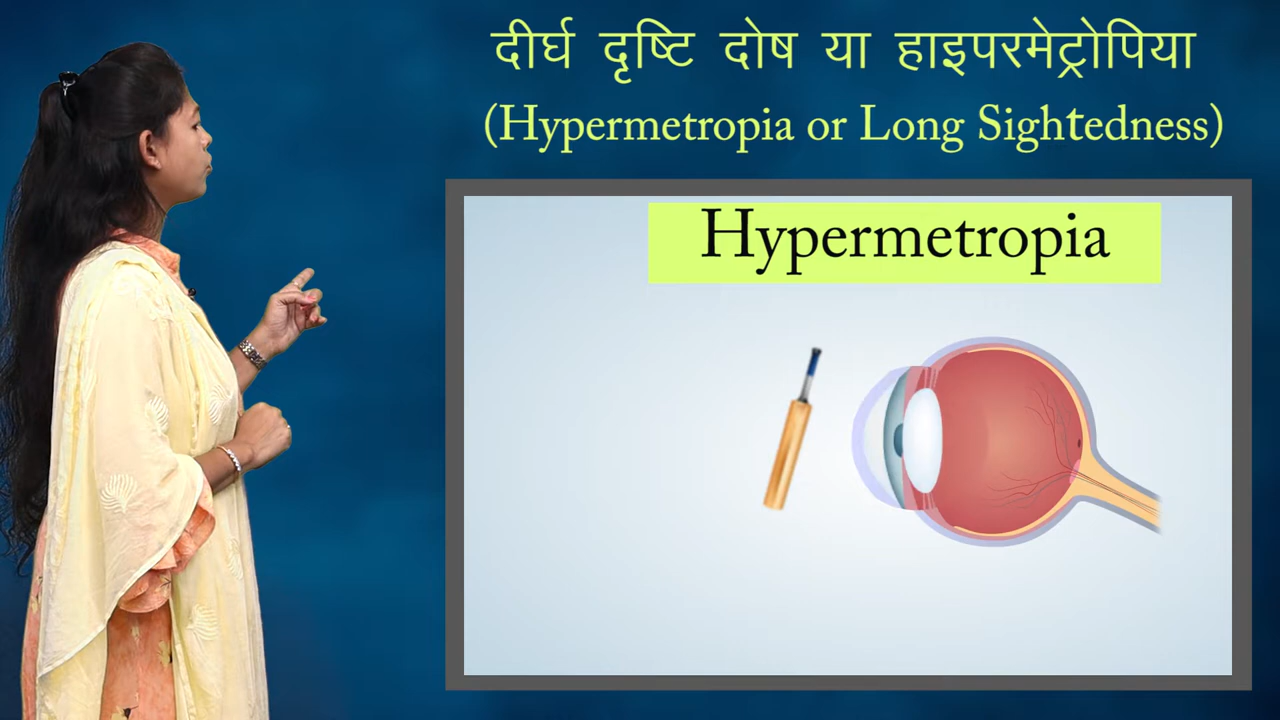 दीर्घ दृष्टि दोष या हाइपरमेट्रोपिया
(Hypermetropia or Long Sightedness)
Hypermetropia